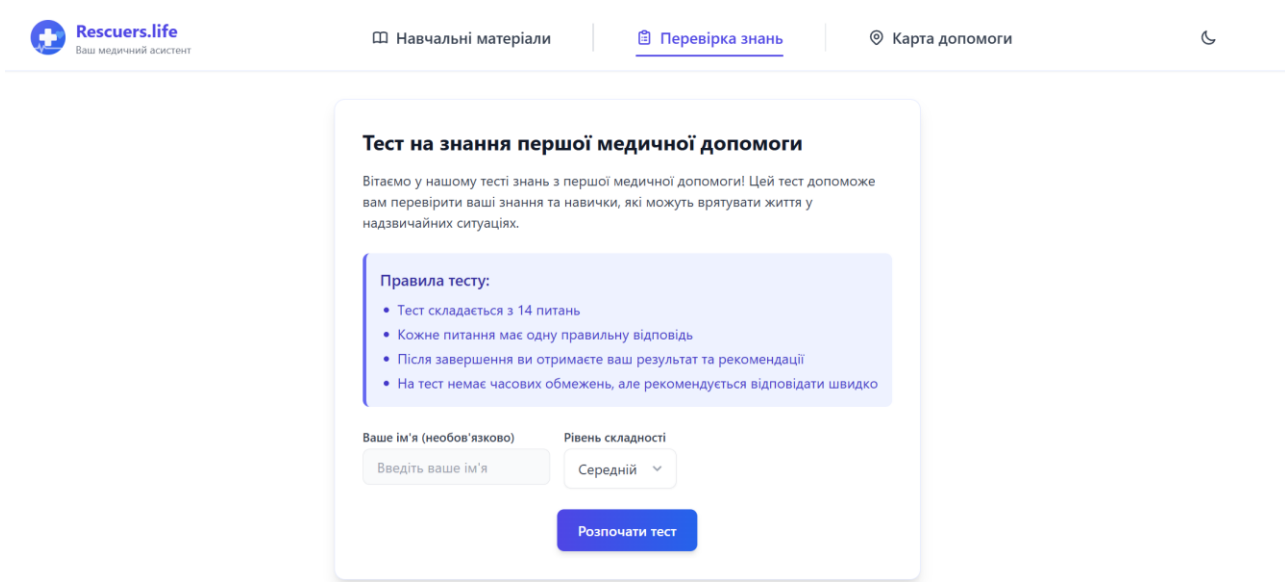 Rescuers.life
Ваш медичний асистент
Навчальні матеріали
Перевірка знань
Карта допомоги
Тест на знання першої медичної допомоги
Вітаємо у нашому тесті знань з першої медичної допомоги! Цей тест допоможе
вам перевірити ваші знання та навички, які можуть врятувати життя у
надзвичайних ситуаціях.
Правила тесту:
• Тест складається з 14 питань
• Кожне питання має одну правильну відповідь
• Після завершення ви отримаєте ваш результат та рекомендації
• На тест немає часових обмежень, але рекомендується відповідати швидко
Ваше ім'я (необов'язково)
Рівень складності
Введіть ваше ім'я
Середній
Розпочати тест